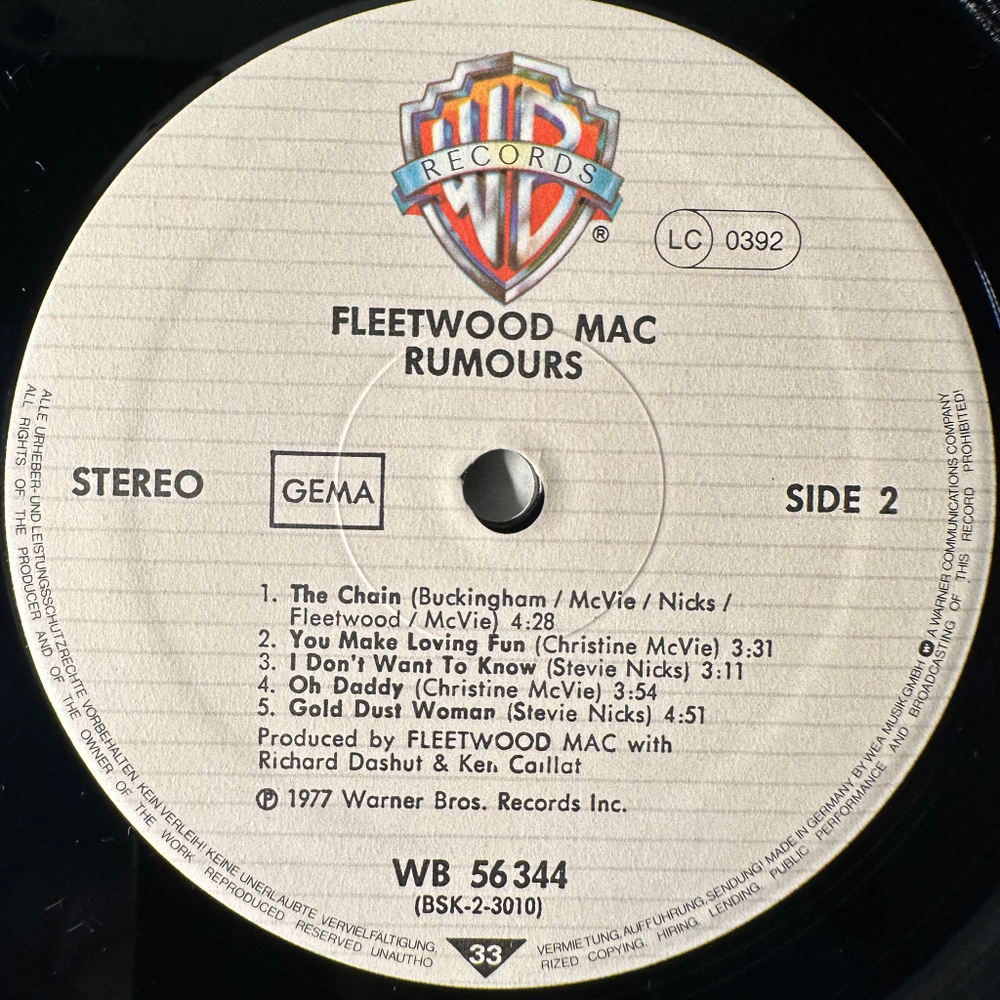 WB
RECORDS
®
LC 0392
FLEETWOOD MAC
RUMOURS
STEREO
GEMA
SIDE 2
1. The Chain (Buckingham / McVie / Nicks /
Fleetwood / McVie) 4:28
2. You Make Loving Fun (Christine McVie) 3:31
3. I Don't Want To Know (Stevie Nicks) 3:11
4. Oh Daddy (Christine McVie) 3:54
5. Gold Dust Woman (Stevie Nicks) 4:51
Produced by FLEETWOOD MAC with
Richard Dashut & Ken Caillat
Ⓟ 1977 Warner Bros. Records Inc.
WB 56 344
(BSK-2-3010)
33
ALLE URHEBER- UND LEISTUNGSSCHUTZRECHTE VORBEHALTEN. KEIN VERLEIH! KEINE UNERLAUBTE VERVIELFÄLTIGUNG, VERMIETUNG, AUFFÜHRUNG, SENDUNG! MADE IN GERMANY BY WEA MUSIK GMBH A WARNER COMMUNICATIONS COMPANY
ALL RIGHTS OF THE PRODUCER AND OF THE OWNER OF THE WORK REPRODUCED RESERVED UNAUTHORIZED COPYING, HIRING, LENDING, PUBLIC PERFORMANCE AND BROADCASTING OF THIS RECORD PROHIBITED!